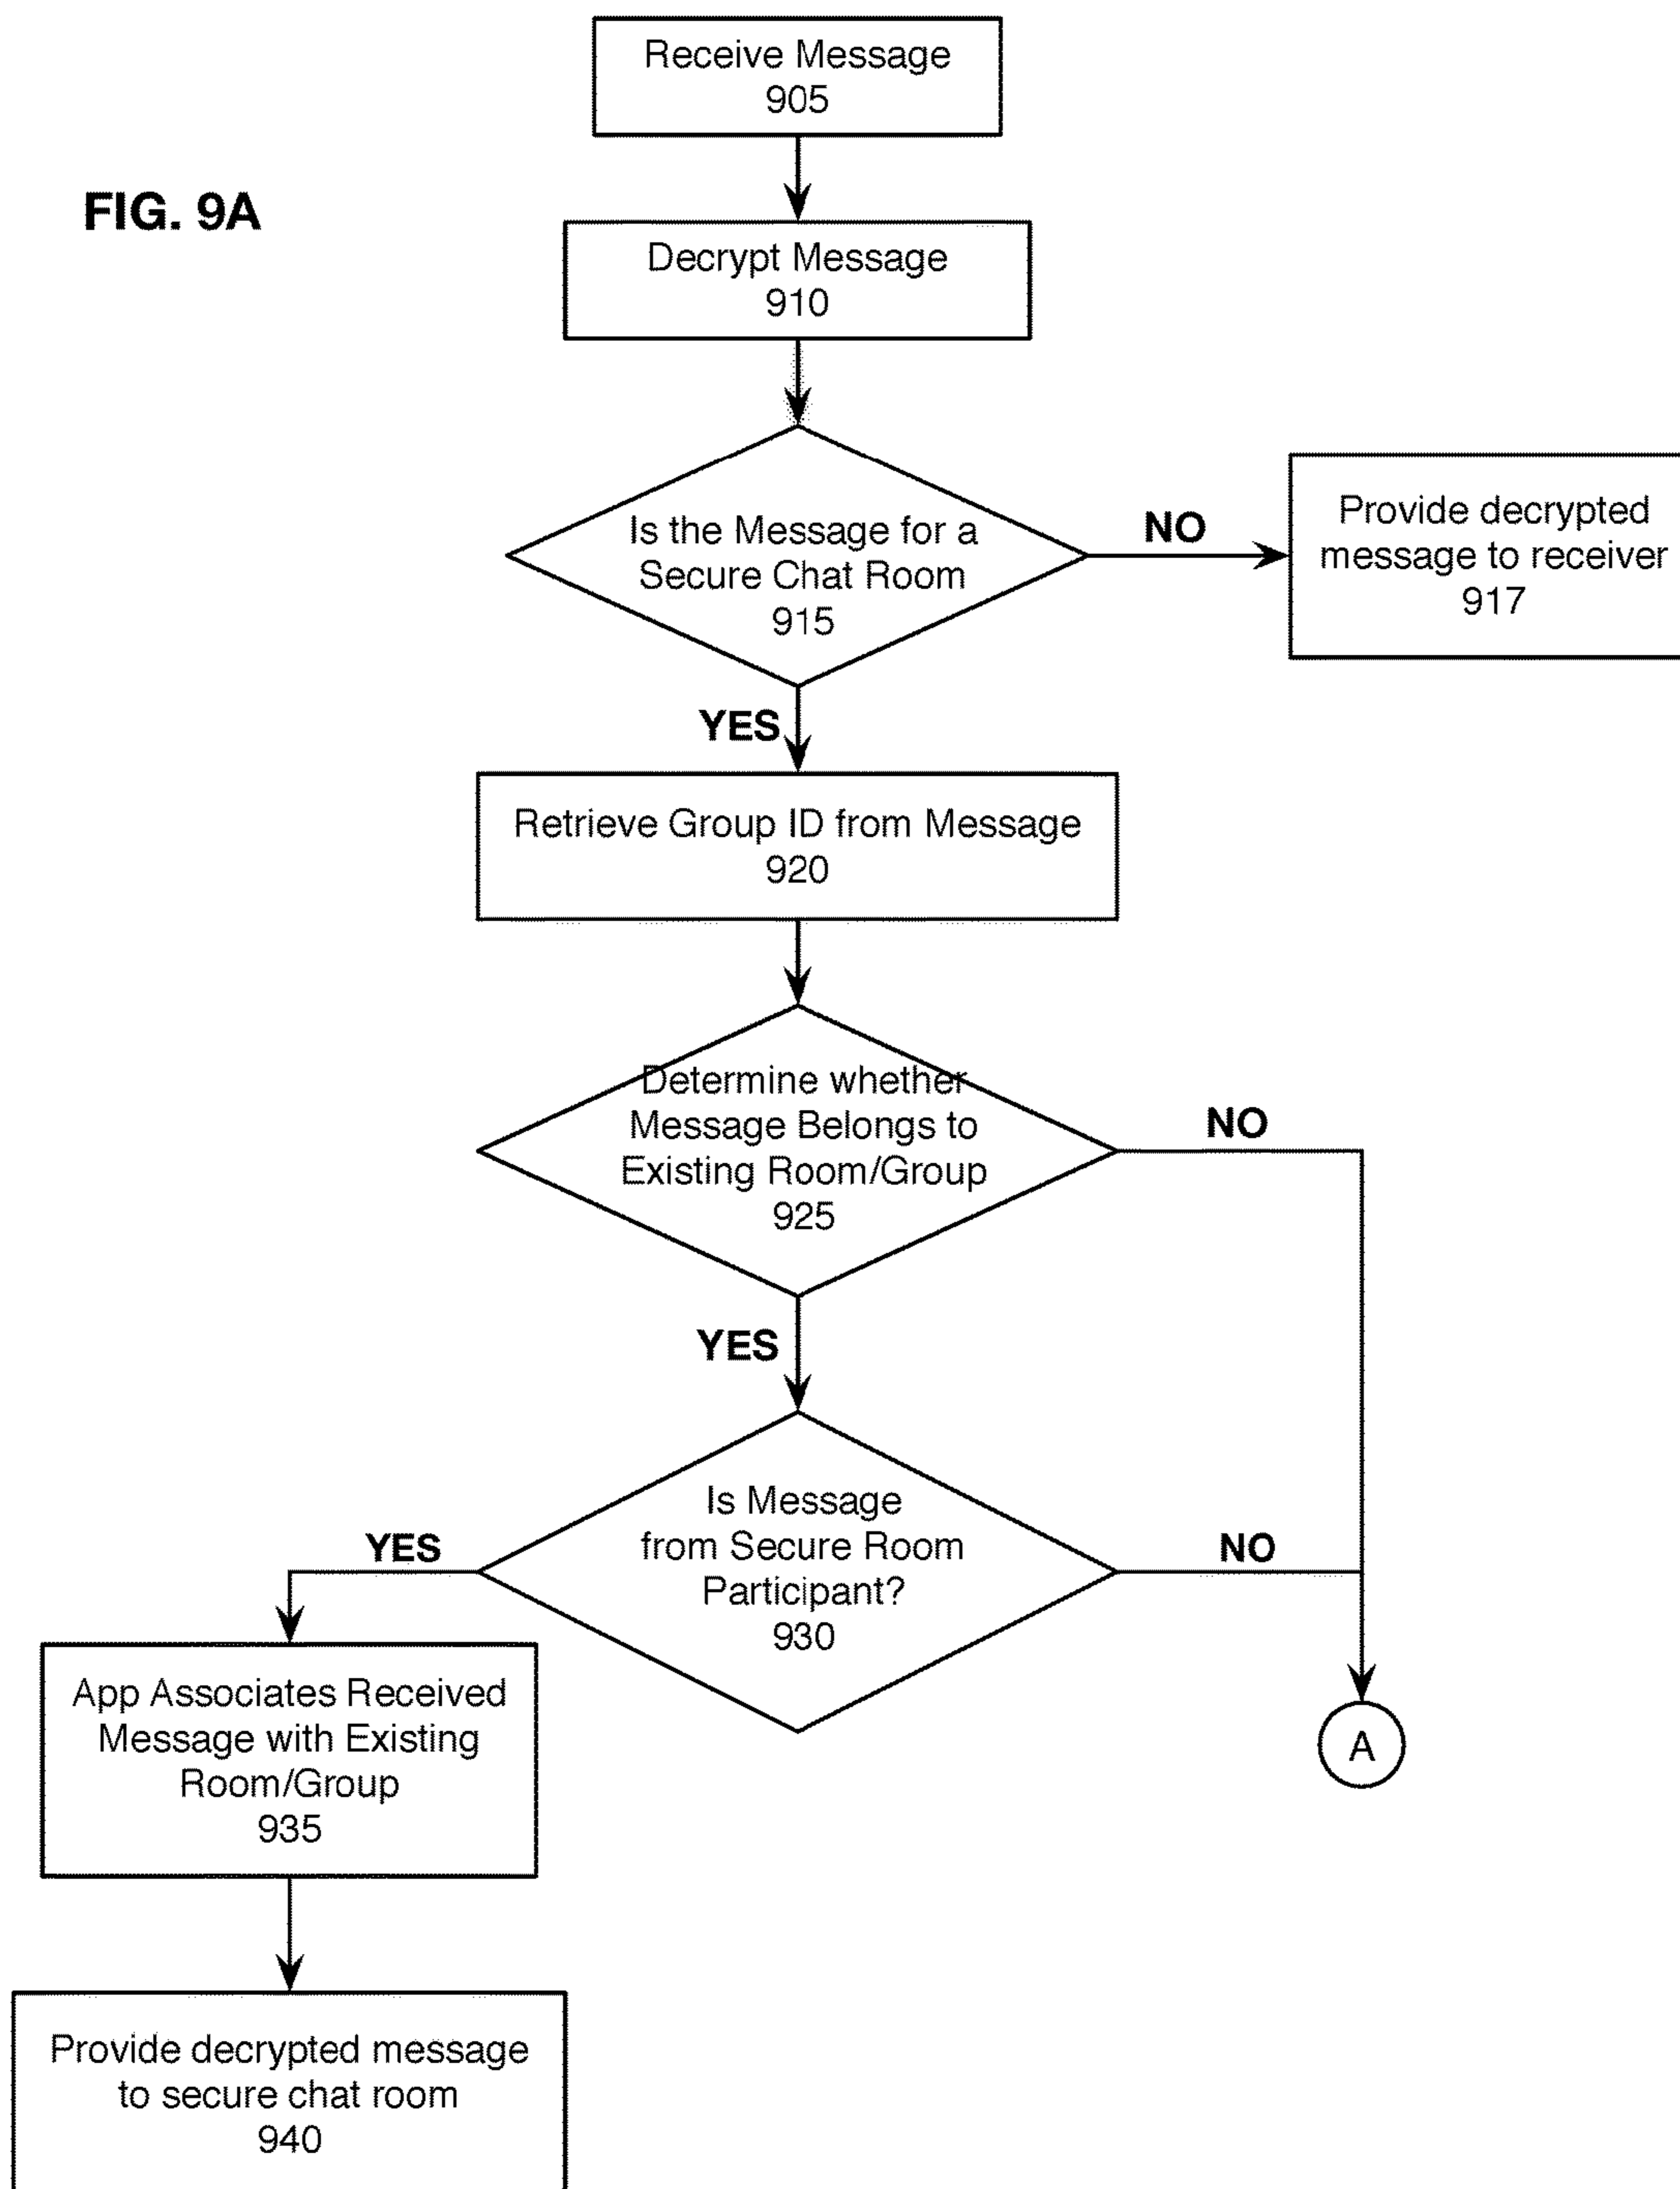 Receive Message
905
FIG. 9A
Decrypt Message
910
Is the Message for a
Secure Chat Room
915
NO
Provide decrypted
message to receiver
917
YES
Retrieve Group ID from Message
920
Determine whether
Message Belongs to
Existing Room/Group
925
NO
YES
Is Message
from Secure Room
Participant?
930
YES
NO
App Associates Received
Message with Existing
Room/Group
935
A
Provide decrypted message
to secure chat room
940